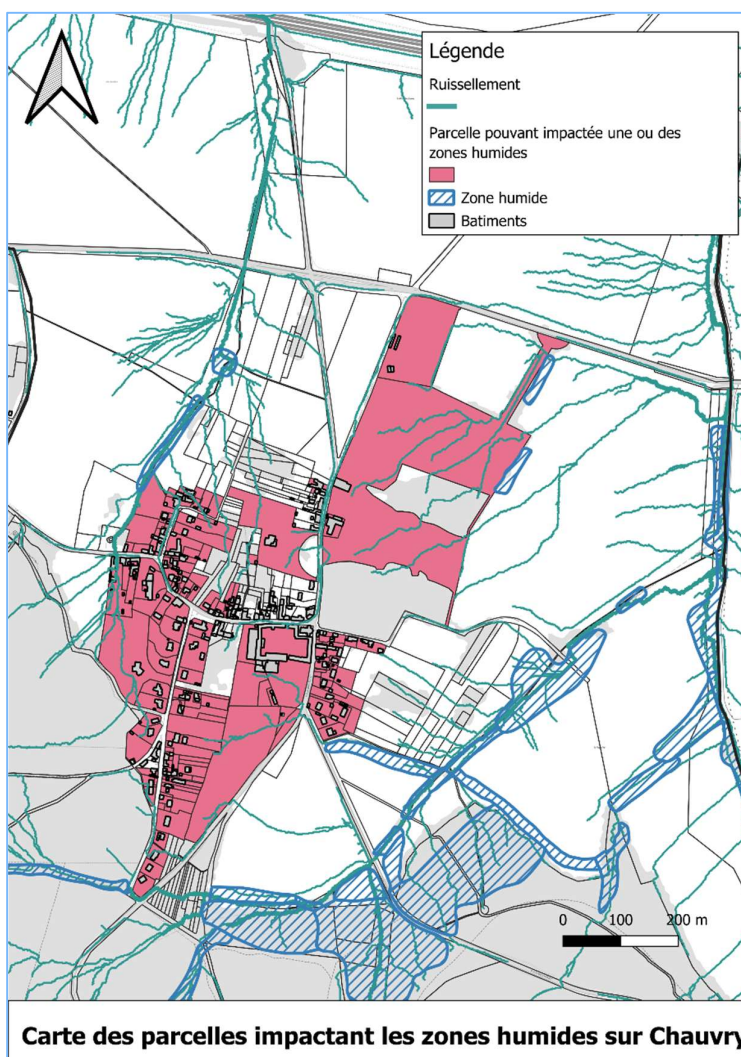 Légende
Ruissellement
Parcelle pouvant impactée une ou des
zones humides
Zone humide
Batiments
0 100 200 m
Carte des parcelles impactant les zones humides sur Chauvry